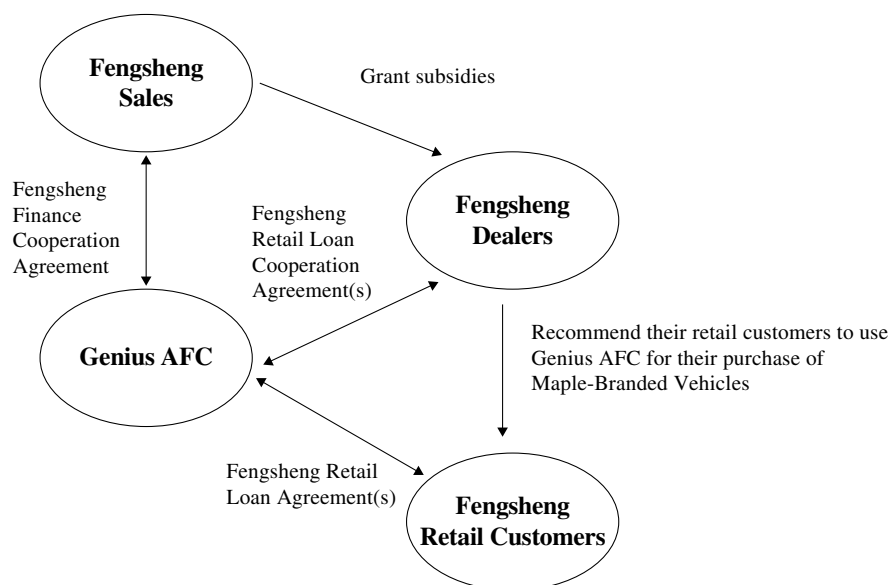 Fengsheng
Sales
Grant subsidies
Fengsheng
Finance
Cooperation
Agreement
Fengsheng
Retail Loan
Cooperation
Agreement(s)
Fengsheng
Dealers
Genius AFC
Recommend their retail customers to use
Genius AFC for their purchase of
Maple-Branded Vehicles
Fengsheng Retail
Loan Agreement(s)
Fengsheng
Retail Customers